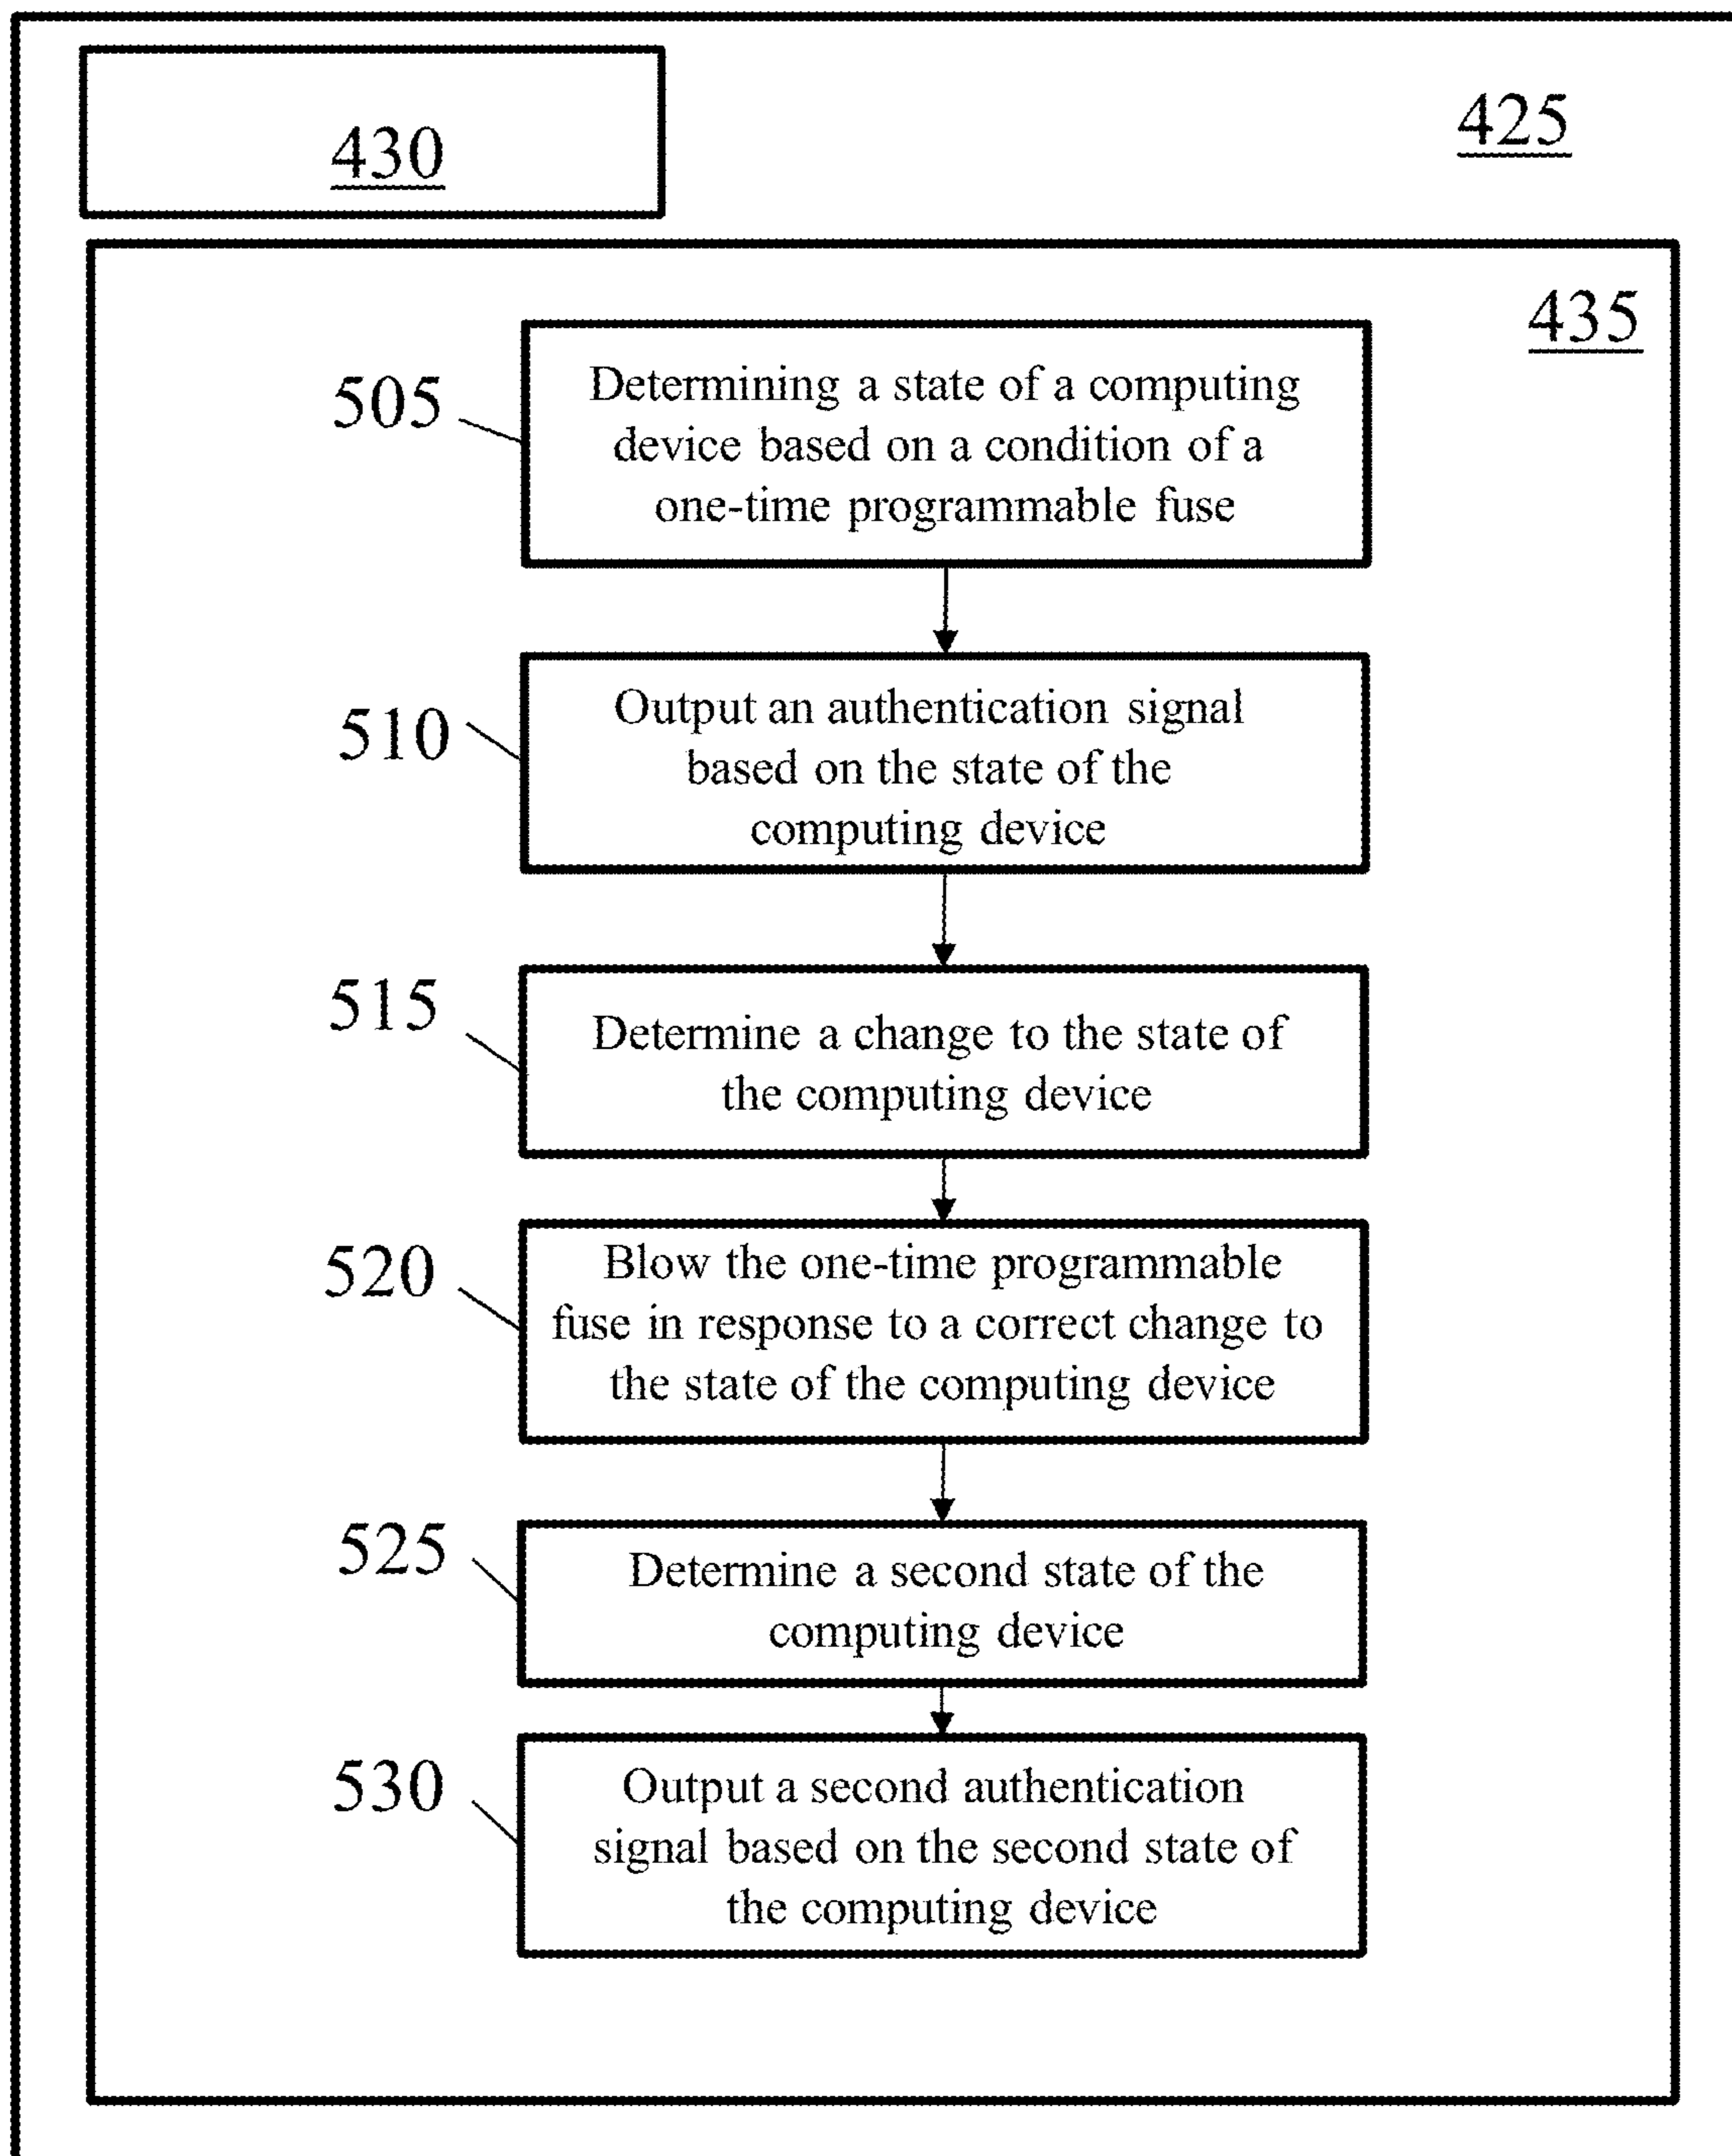 430
425
435
505
Determining a state of a computing
device based on a condition of a
one-time programmable fuse
510
Output an authentication signal
based on the state of the
computing device
515
Determine a change to the state of
the computing device
520
Blow the one-time programmable
fuse in response to a correct change to
the state of the computing device
525
Determine a second state of the
computing device
530
Output a second authentication
signal based on the second state of
the computing device